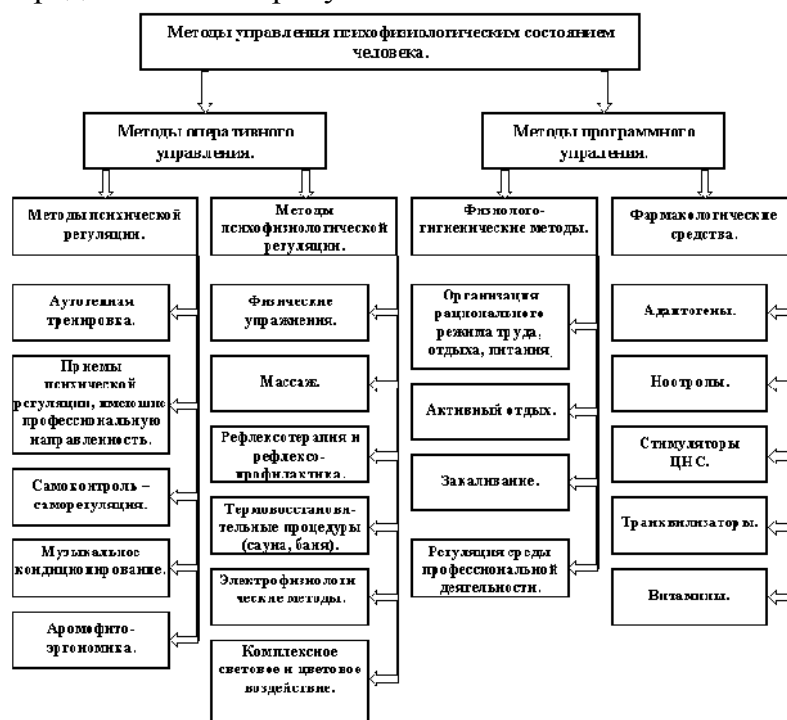 Методы управления психофизиологическим состоянием
человека.
Методы оперативного
управления.
Методы программного
упраления.
Методы психической
регуляции.
Методы
психофизиологической
регуляции.
Физиолого-
гигиенические методы.
Фармакологические
средства.
Аутогенная
тренировка.
Приемы
психической
регуляции, имеющие
профессиональную
направленность.
Самоконтроль –
саморегуляция.
Музыкальное
кондиционирование.
Аромофито-
эргономика.
Физические
упражнения.
Массаж.
Рефлексотерапия и
рефлексо-
профилактика.
Термовосстанови-
тельные процедуры
(сауна, баня).
Электрофизиологи
ческие методы.
Комплексное
световое и цветовое
воздействие.
Организация
рационального
режима труда,
отдыха, питания
Активный отдых.
Закаливание.
Регуляция среды
профессиональной
деятельности.
Адаптогены.
Ноотропы.
Стимуляторы
ЦНС.
Транквилизаторы.
Витамины.